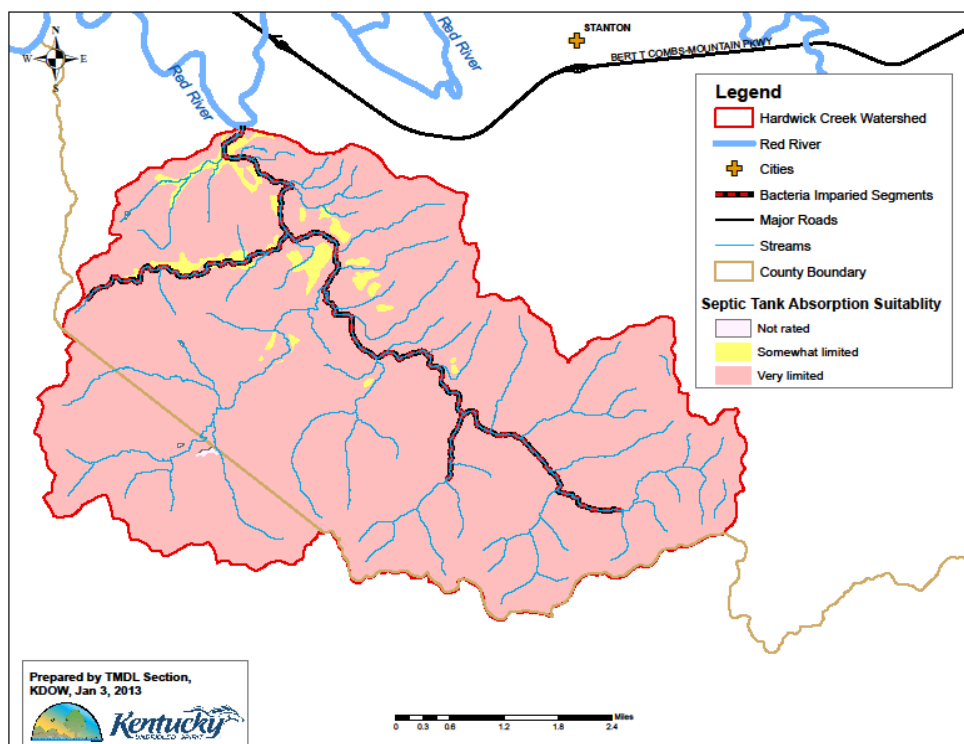 N
W E
S
Red River
Red River
STANTON
BERT T COMBS-MOUNTAIN PKWY
Legend
Hardwick Creek Watershed
Red River
Cities
Bacteria Imparied Segments
Major Roads
Streams
County Boundary
Septic Tank Absorption Suitablity
Not rated
Somewhat limited
Very limited
Prepared by TMDL Section,
KDOW, Jan 3, 2013
Kentucky
UNBRIDLED SPIRIT
Miles
0 0.3 0.6 1.2 1.8 2.4